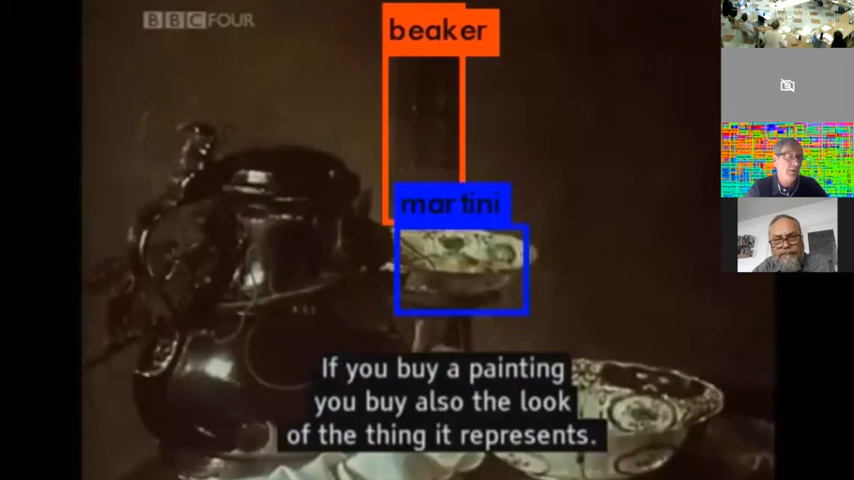 BBC FOUR
beaker
martini
If you buy a painting
you buy also the look
of the thing it represents.